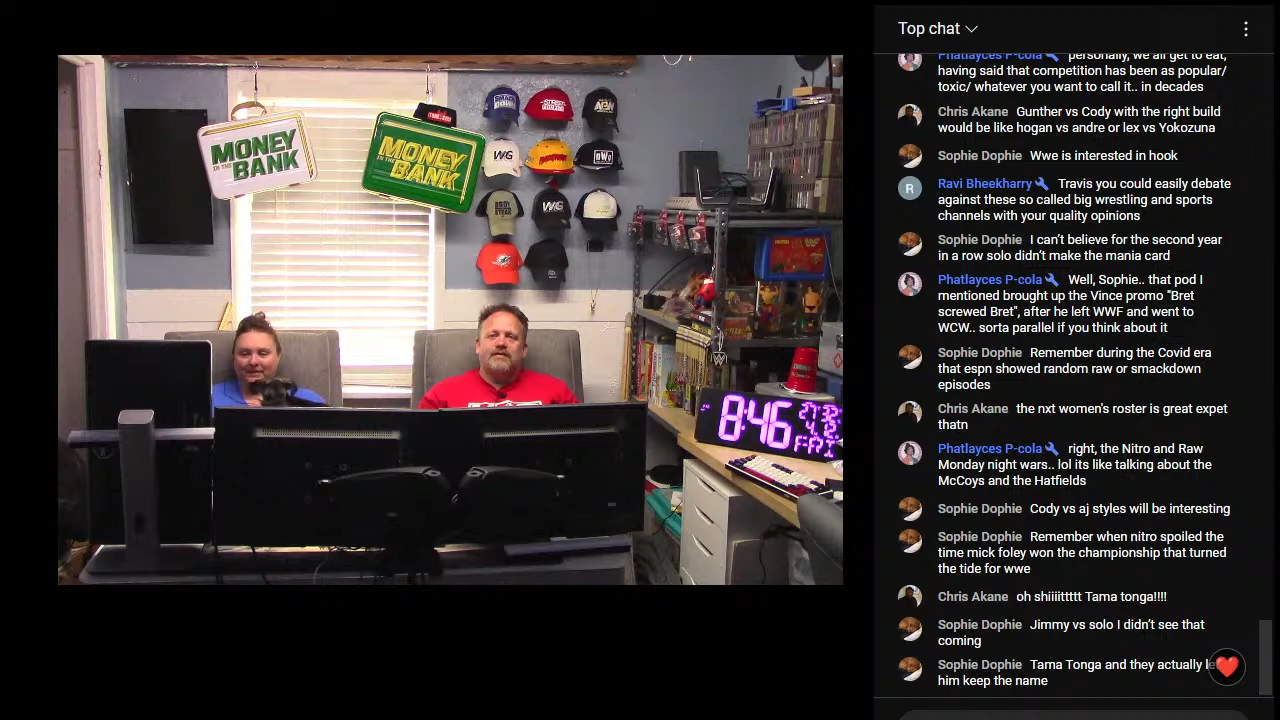 Top chat
Phatlayces P-cola personally, we all get to eat,
having said that competition has been as popular/
toxic/ whatever you want to call it.. in decades
Chris Akane Gunther vs Cody with the right build
would be like hogan vs andre or lex vs Yokozuna
Sophie Dophie Wwe is interested in hook
R
Ravi Bheekharry Travis you could easily debate
against these so called big wrestling and sports
channels with your quality opinions
Sophie Dophie I can't believe for the second year
in a row solo didn't make the mania card
Phatlayces P-cola Well, Sophie.. that pod I
mentioned brought up the Vince promo "Bret
screwed Bret", after he left WWF and went to
WCW.. sorta parallel if you think about it
Sophie Dophie Remember during the Covid era
that espn showed random raw or smackdown
episodes
Chris Akane the nxt women's roster is great expet
thatn
Phatlayces P-cola right, the Nitro and Raw
Monday night wars.. lol its like talking about the
McCoys and the Hatfields
Sophie Dophie Cody vs aj styles will be interesting
Sophie Dophie Remember when nitro spoiled the
time mick foley won the championship that turned
the tide for wwe
Chris Akane oh shiiittttt Tama tonga!!!!
Sophie Dophie Jimmy vs solo I didn't see that
coming
Sophie Dophie Tama Tonga and they actually
him keep the name
MONEY
IN THE
BANK
MONEY
IN THE
BANK
nWo
8:46
FRI